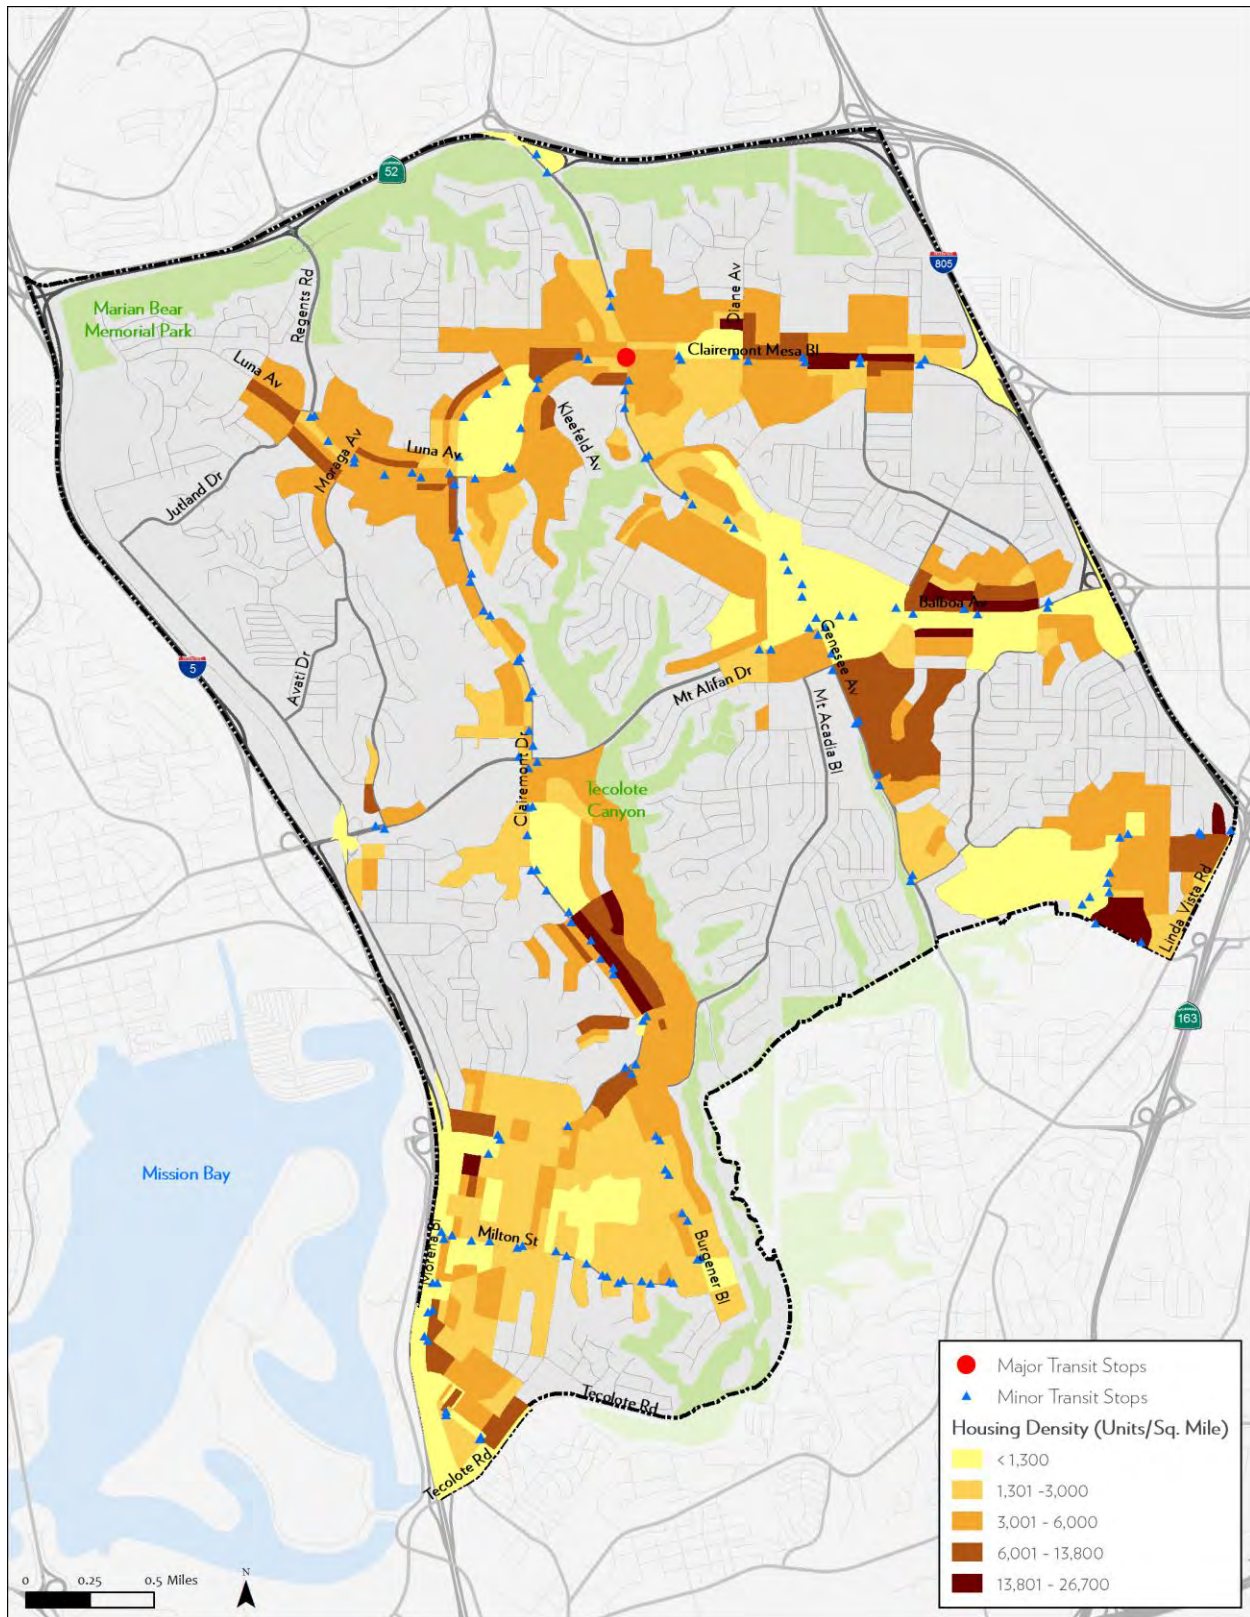 52
805
Marian Bear
Memorial Park
Regents Rd
Diane Av
Clairemont Mesa Bl
Luna Av
Kleefeld Av
Luna Av
Moraga Av
Jutland Dr
Balboa Av
Genesee Av
5
Avati Dr
Mt Alifan Dr
Mt Acadia Bl
Clairemont Dr
Tecolote
Canyon
Linda Vista Rd
163
Mission Bay
Morena Bl
Milton St
Burgener Bl
Tecolote Rd
Tecolote Rd
Major Transit Stops
Minor Transit Stops
Housing Density (Units/Sq. Mile)
< 1,300
1,301 -3,000
3,001 - 6,000
6,001 - 13,800
13,801 - 26,700
0 0.25 0.5 Miles
N